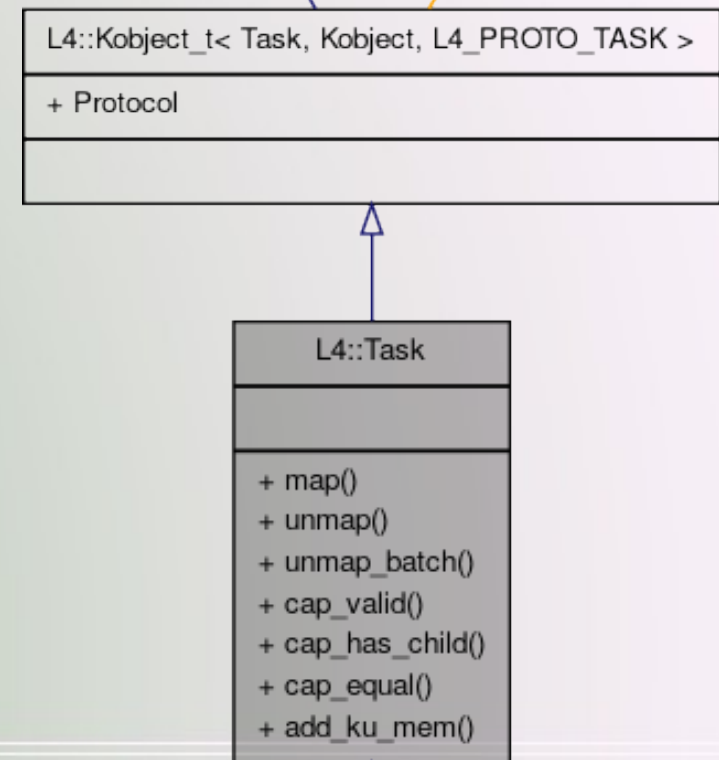 L4::Kobject_t< Task, Kobject, L4_PROTO_TASK >
+ Protocol
L4::Task
+ map()
+ unmap()
+ unmap_batch()
+ cap_valid()
+ cap_has_child()
+ cap_equal()
+ add_ku_mem()